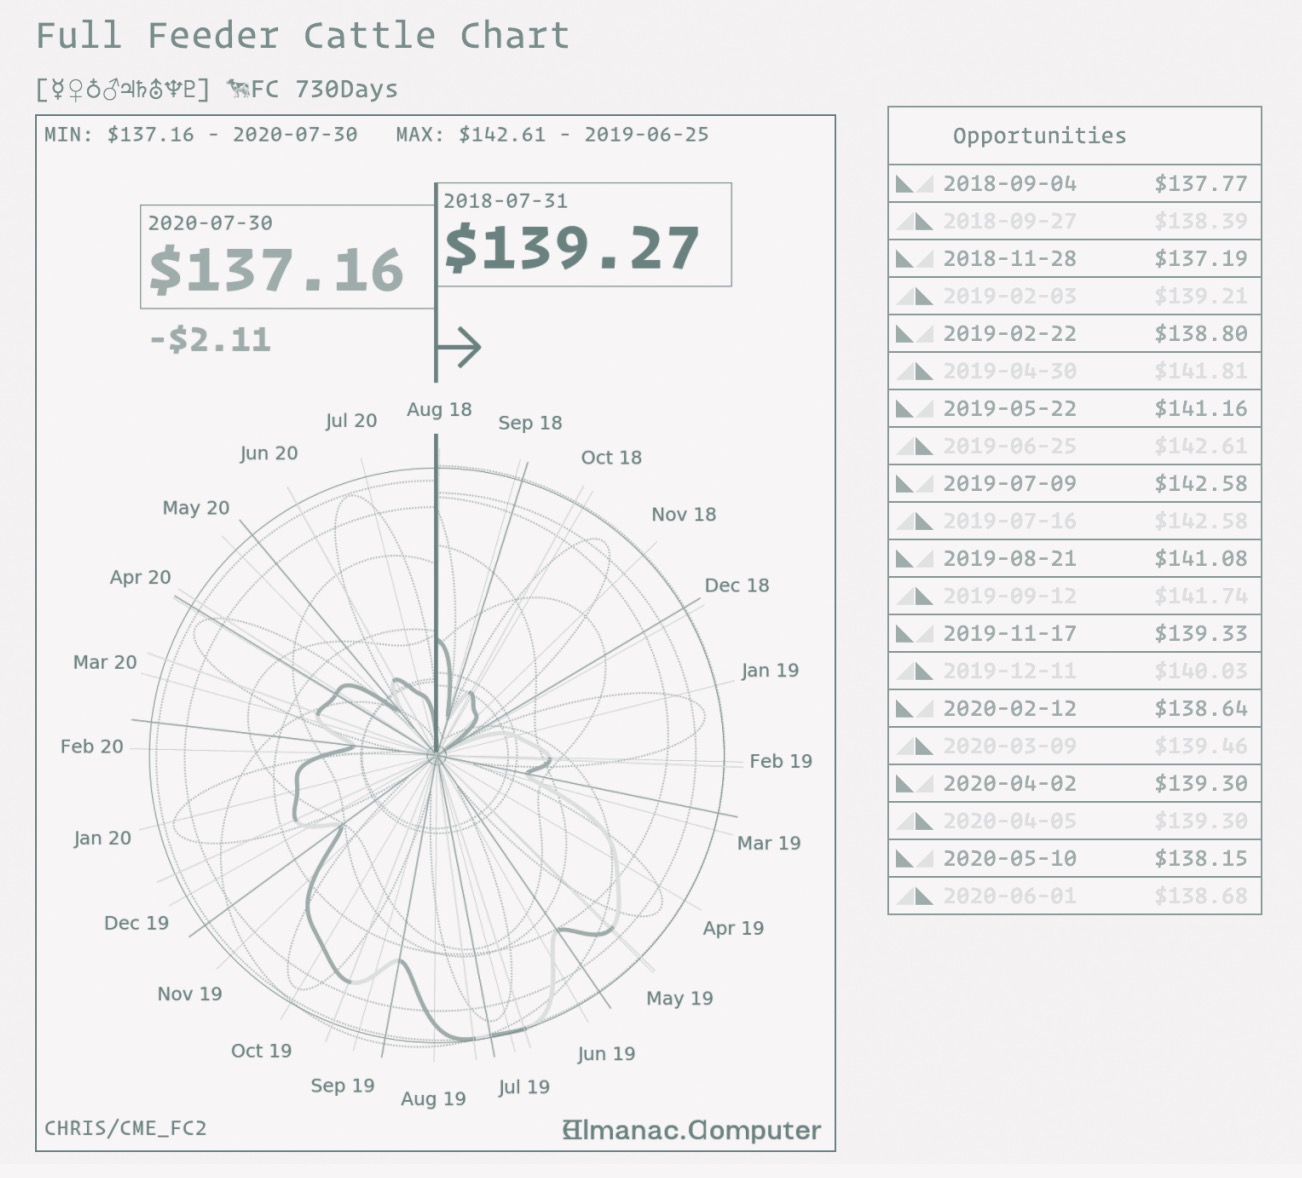 Full Feeder Cattle Chart
[☿♀♁♂♃♄⛢♆♇] 🐄FC 730Days
MIN: $137.16 - 2020-07-30 MAX: $142.61 - 2019-06-25
2018-07-31
$139.27
2020-07-30
$137.16
-$2.11
Aug 18
Sep 18
Oct 18
Nov 18
Dec 18
Jan 19
Feb 19
Mar 19
Apr 19
May 19
Jun 19
Jul 19
Aug 19
Sep 19
Oct 19
Nov 19
Dec 19
Jan 20
Feb 20
Mar 20
Apr 20
May 20
Jun 20
Jul 20
CHRIS/CME_FC2
Almanac.Computer
Opportunities
2018-09-04 $137.77
2018-09-27 $138.39
2018-11-28 $137.19
2019-02-03 $139.21
2019-02-22 $138.80
2019-04-30 $141.81
2019-05-22 $141.16
2019-06-25 $142.61
2019-07-09 $142.58
2019-07-16 $142.58
2019-08-21 $141.08
2019-09-12 $141.74
2019-11-17 $139.33
2019-12-11 $140.03
2020-02-12 $138.64
2020-03-09 $139.46
2020-04-02 $139.30
2020-04-05 $139.30
2020-05-10 $138.15
2020-06-01 $138.68